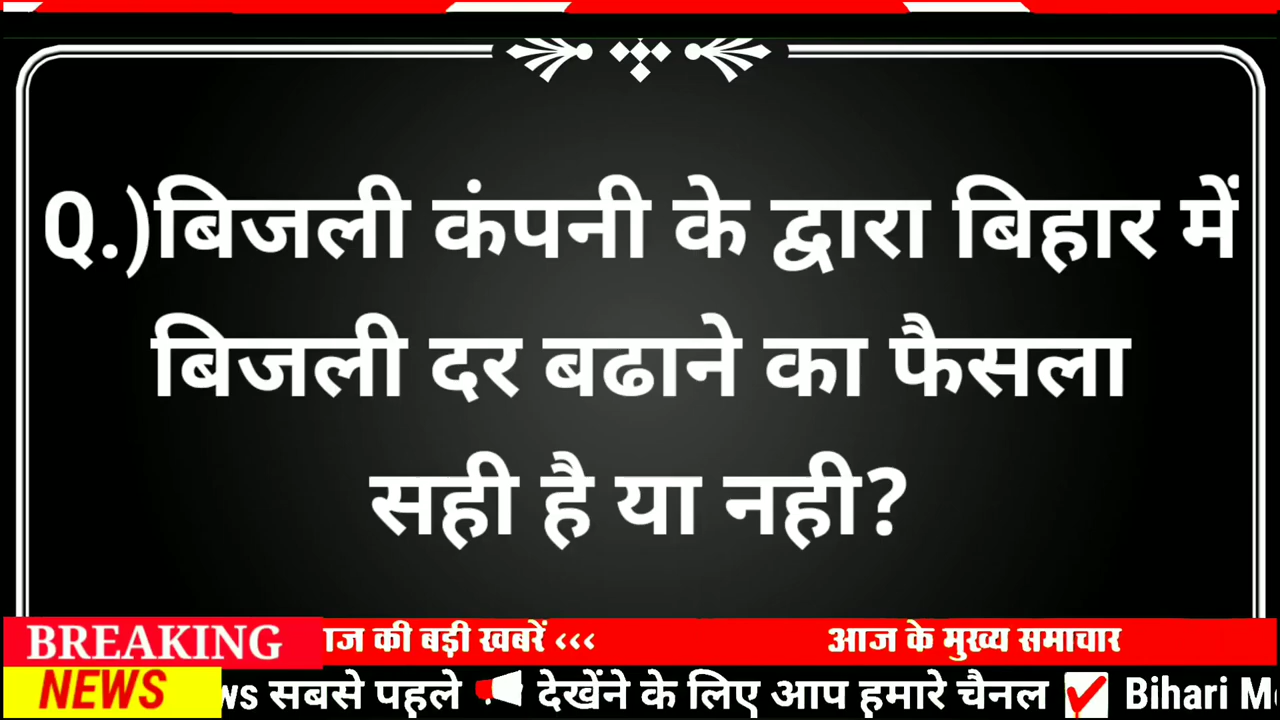 Q.)बिजली कंपनी के द्वारा बिहार में
बिजली दर बढाने का फैसला
सही है या नही?
BREAKING
NEWS
की बड़ी खबरें ‹‹‹ आज के मुख्य समाचार
सबसे पहले 📢 देखेंने के लिए आप हमारे चैनल ✔ Bihari